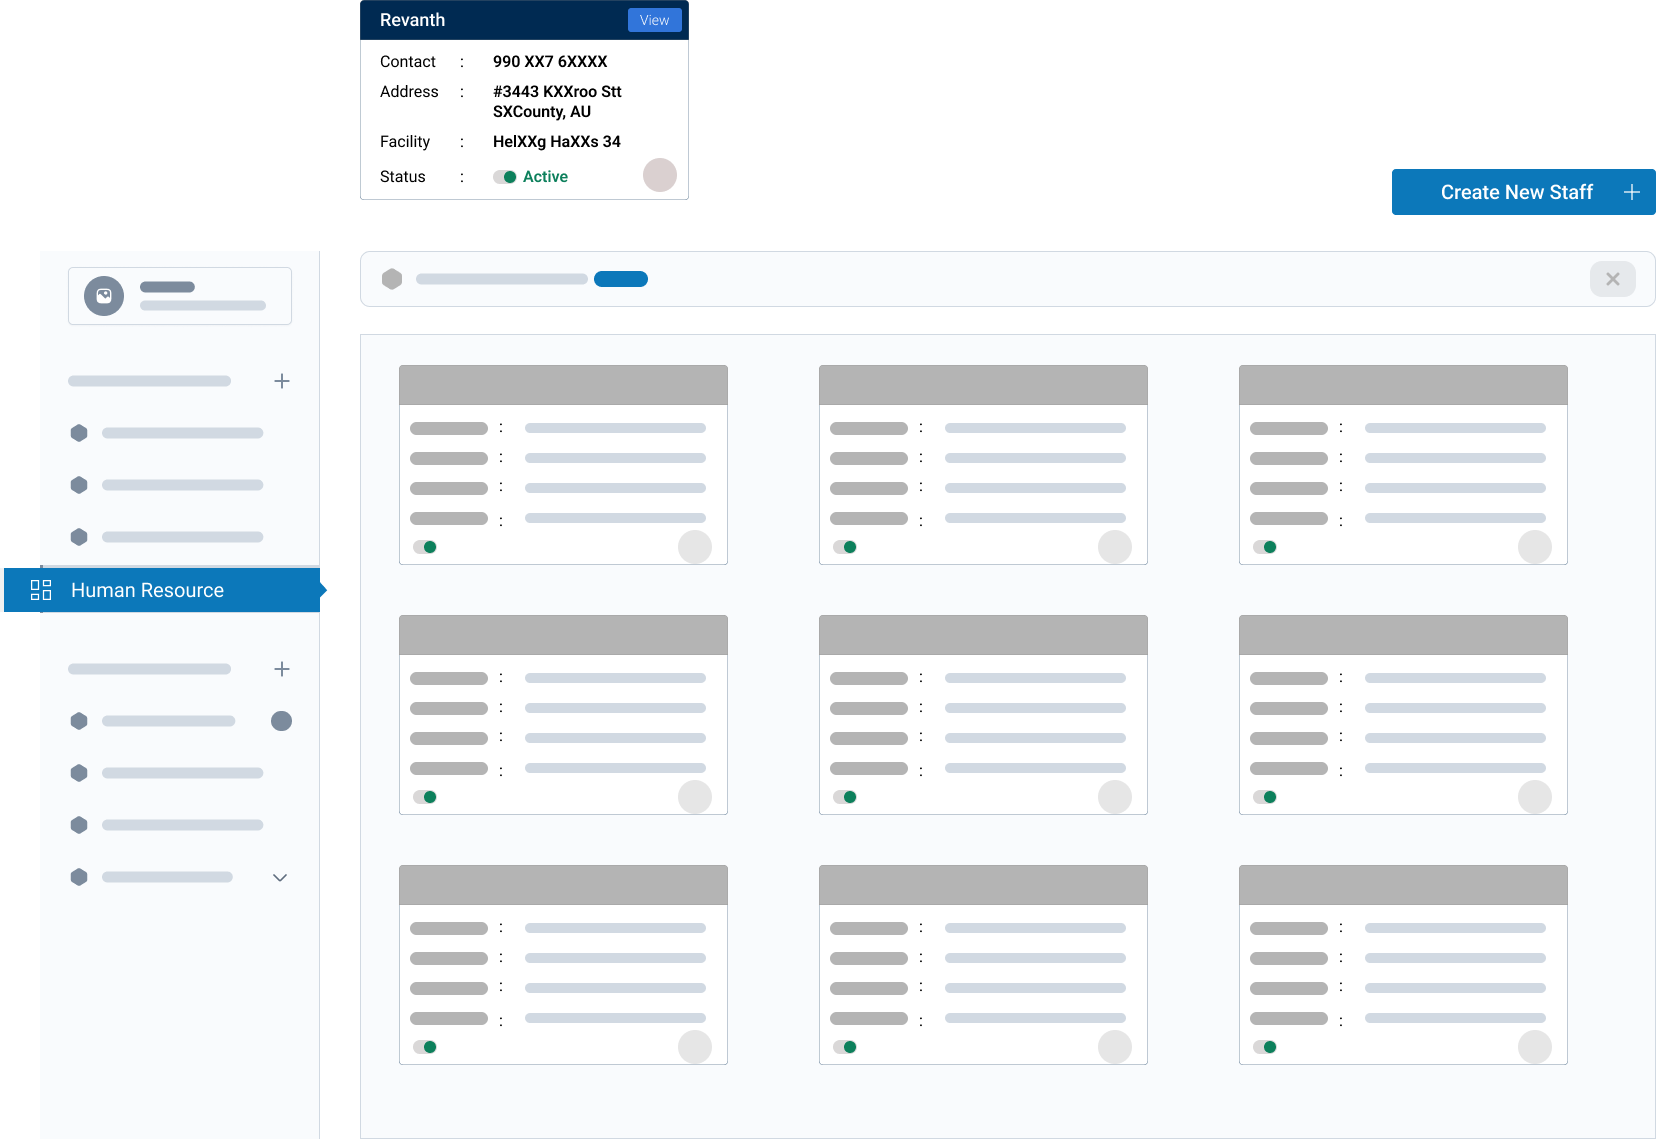 Revanth View
Contact : 990 XX7 6XXXX
Address : #3443 KXXroo Stt
SXCounty, AU
Facility : HelXXg HaXXs 34
Status : Active
Create New Staff +
Human Resource
: : :
: : :
: : :
: : :
: : :
: : :
: : :
: : :
: : :
: : :
: : :
: : :